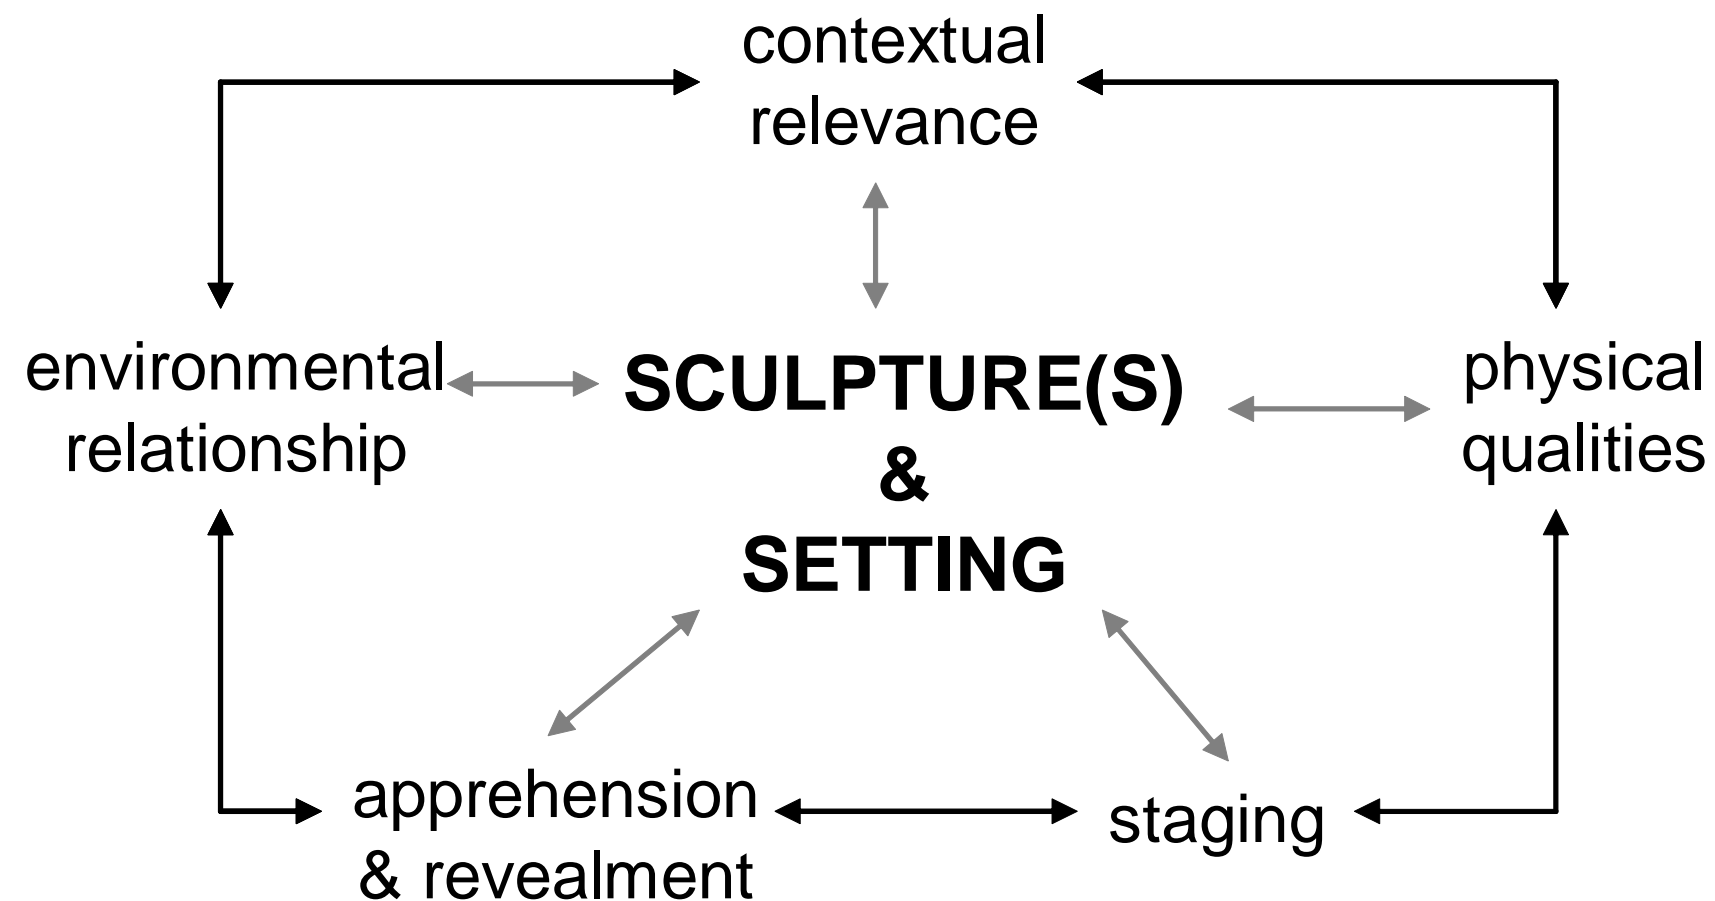 contextual
relevance
environmental
relationship
SCULPTURE(S)
&
SETTING
physical
qualities
apprehension
& revealment
staging